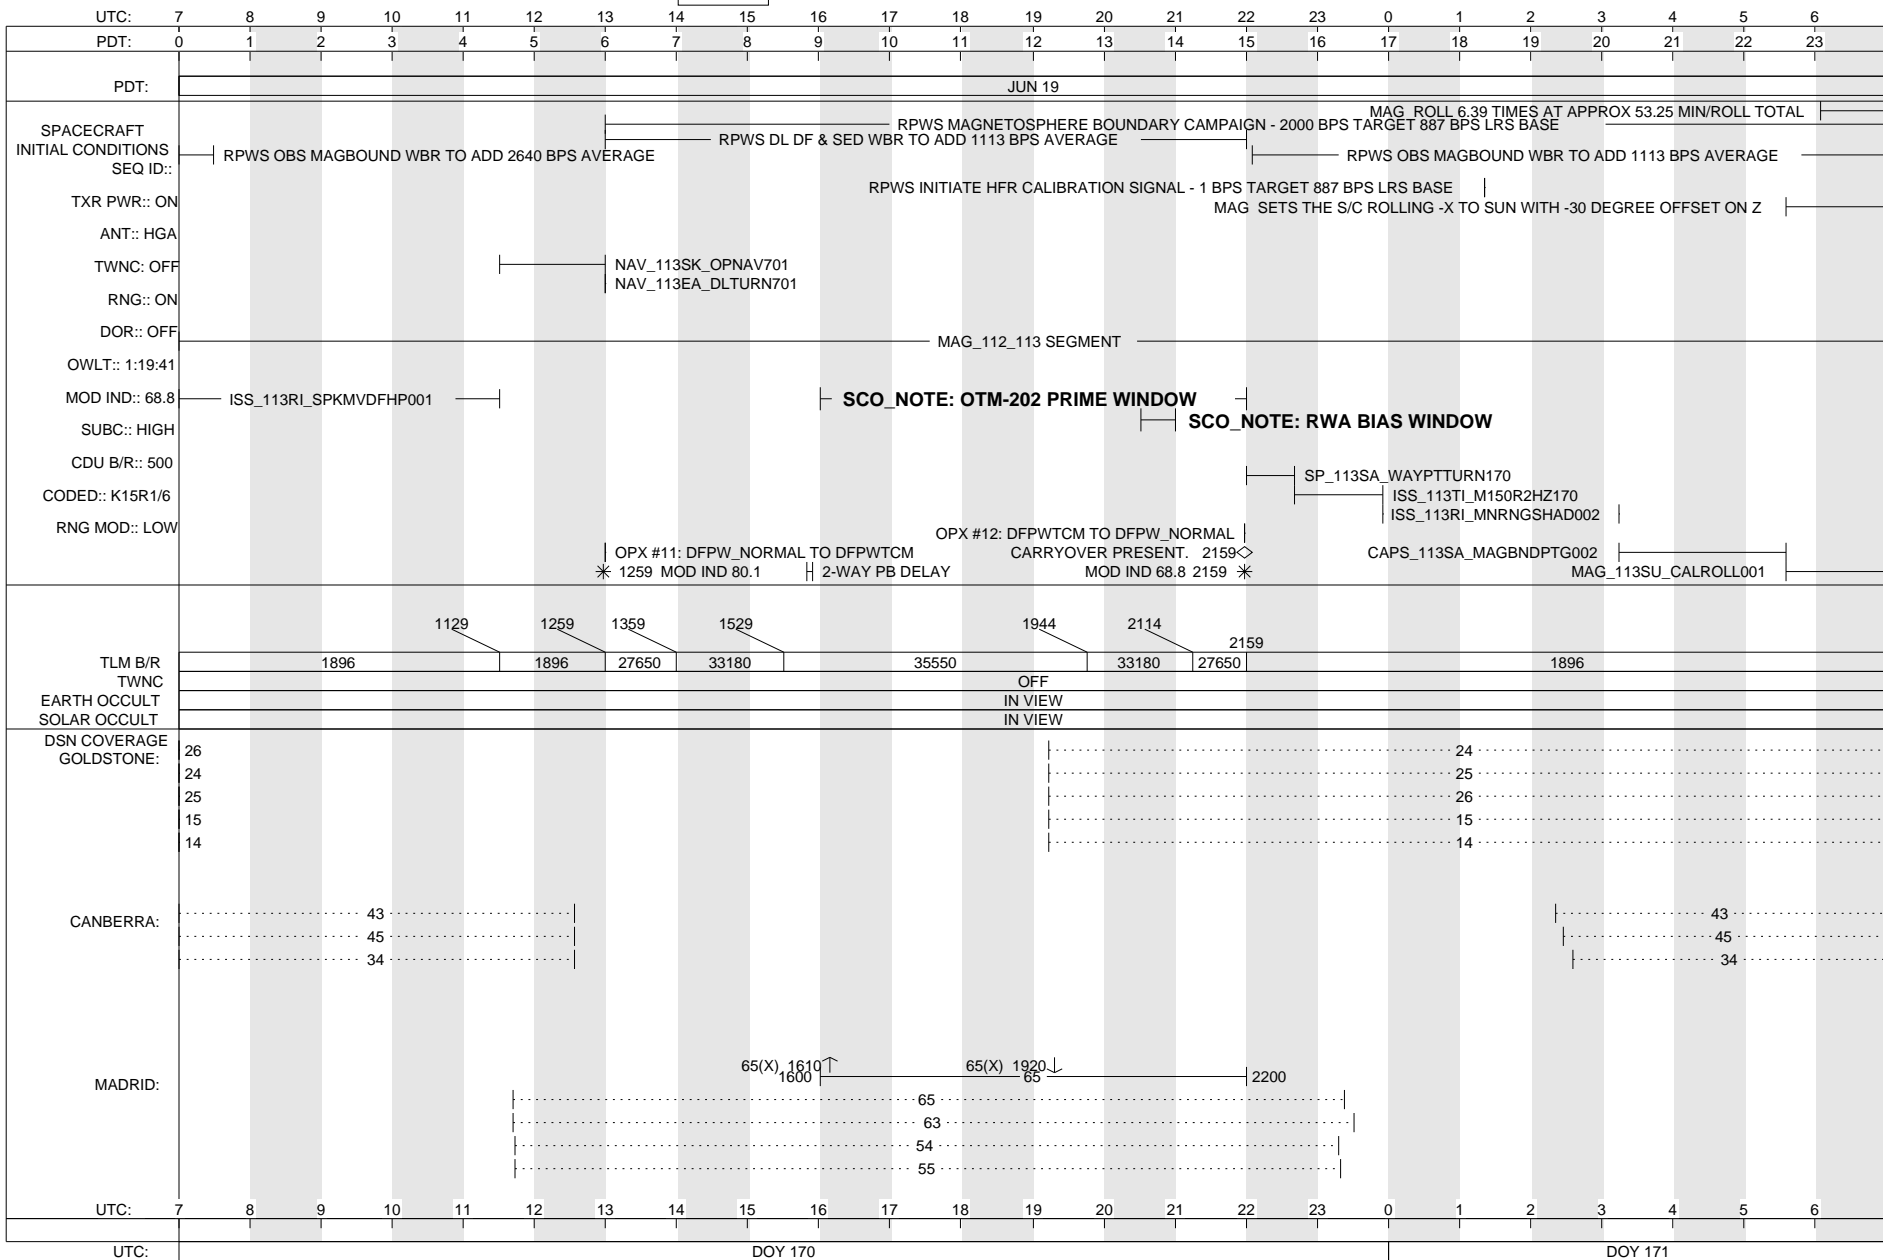 UTC: 7 8 9 10 11 12 13 14 15 16 17 18 19 20 21 22 23 0 1 2 3 4 5 6
PDT: 0 1 2 3 4 5 6 7 8 9 10 11 12 13 14 15 16 17 18 19 20 21 22 23
PDT: JUN 19
MAG ROLL 6.39 TIMES AT APPROX 53.25 MIN/ROLL TOTAL
RPWS MAGNETOSPHERE BOUNDARY CAMPAIGN - 2000 BPS TARGET 887 BPS LRS BASE
SPACECRAFT
INITIAL CONDITIONS
RPWS DL DF & SED WBR TO ADD 1113 BPS AVERAGE
RPWS OBS MAGBOUND WBR TO ADD 2640 BPS AVERAGE
RPWS OBS MAGBOUND WBR TO ADD 1113 BPS AVERAGE
SEQ ID::
RPWS INITIATE HFR CALIBRATION SIGNAL - 1 BPS TARGET 887 BPS LRS BASE
TXR PWR:: ON
MAG SETS THE S/C ROLLING -X TO SUN WITH -30 DEGREE OFFSET ON Z
ANT:: HGA
TWNC: OFF
NAV_113SK_OPNAV701
NAV_113EA_DLTURN701
RNG:: ON
DOR:: OFF
MAG_112_113 SEGMENT
OWLT:: 1:19:41
MOD IND:: 68.8
ISS_113RI_SPKMVDFHP001
SCO_NOTE: OTM-202 PRIME WINDOW
SCO_NOTE: RWA BIAS WINDOW
SUBC:: HIGH
CDU B/R:: 500
SP_113SA_WAYPTTURN170
CODED:: K15R1/6
ISS_113TI_M150R2HZ170
ISS_113RI_MNRNGSHAD002
RNG MOD:: LOW
OPX #12: DFPWTCM TO DFPW_NORMAL
OPX #11: DFPW_NORMAL TO DFPWTCM
CARRYOVER PRESENT. 2159
CAPS_113SA_MAGBNDPTG002
1259 MOD IND 80.1
2-WAY PB DELAY
MOD IND 68.8 2159
MAG_113SU_CALROLL001
1129 1259 1359 1529 1944 2114 2159
TLM B/R 1896 1896 27650 33180 35550 33180 27650 1896
TWNC OFF
EARTH OCCULT IN VIEW
SOLAR OCCULT IN VIEW
DSN COVERAGE
GOLDSTONE:
26 24
24 25
25 26
15 15
14 14
CANBERRA:
43 43
45 45
34 34
MADRID:
65(X) 1610 65(X) 1920
1600 65 2200
65
63
54
55
UTC: 7 8 9 10 11 12 13 14 15 16 17 18 19 20 21 22 23 0 1 2 3 4 5 6
UTC: DOY 170 DOY 171